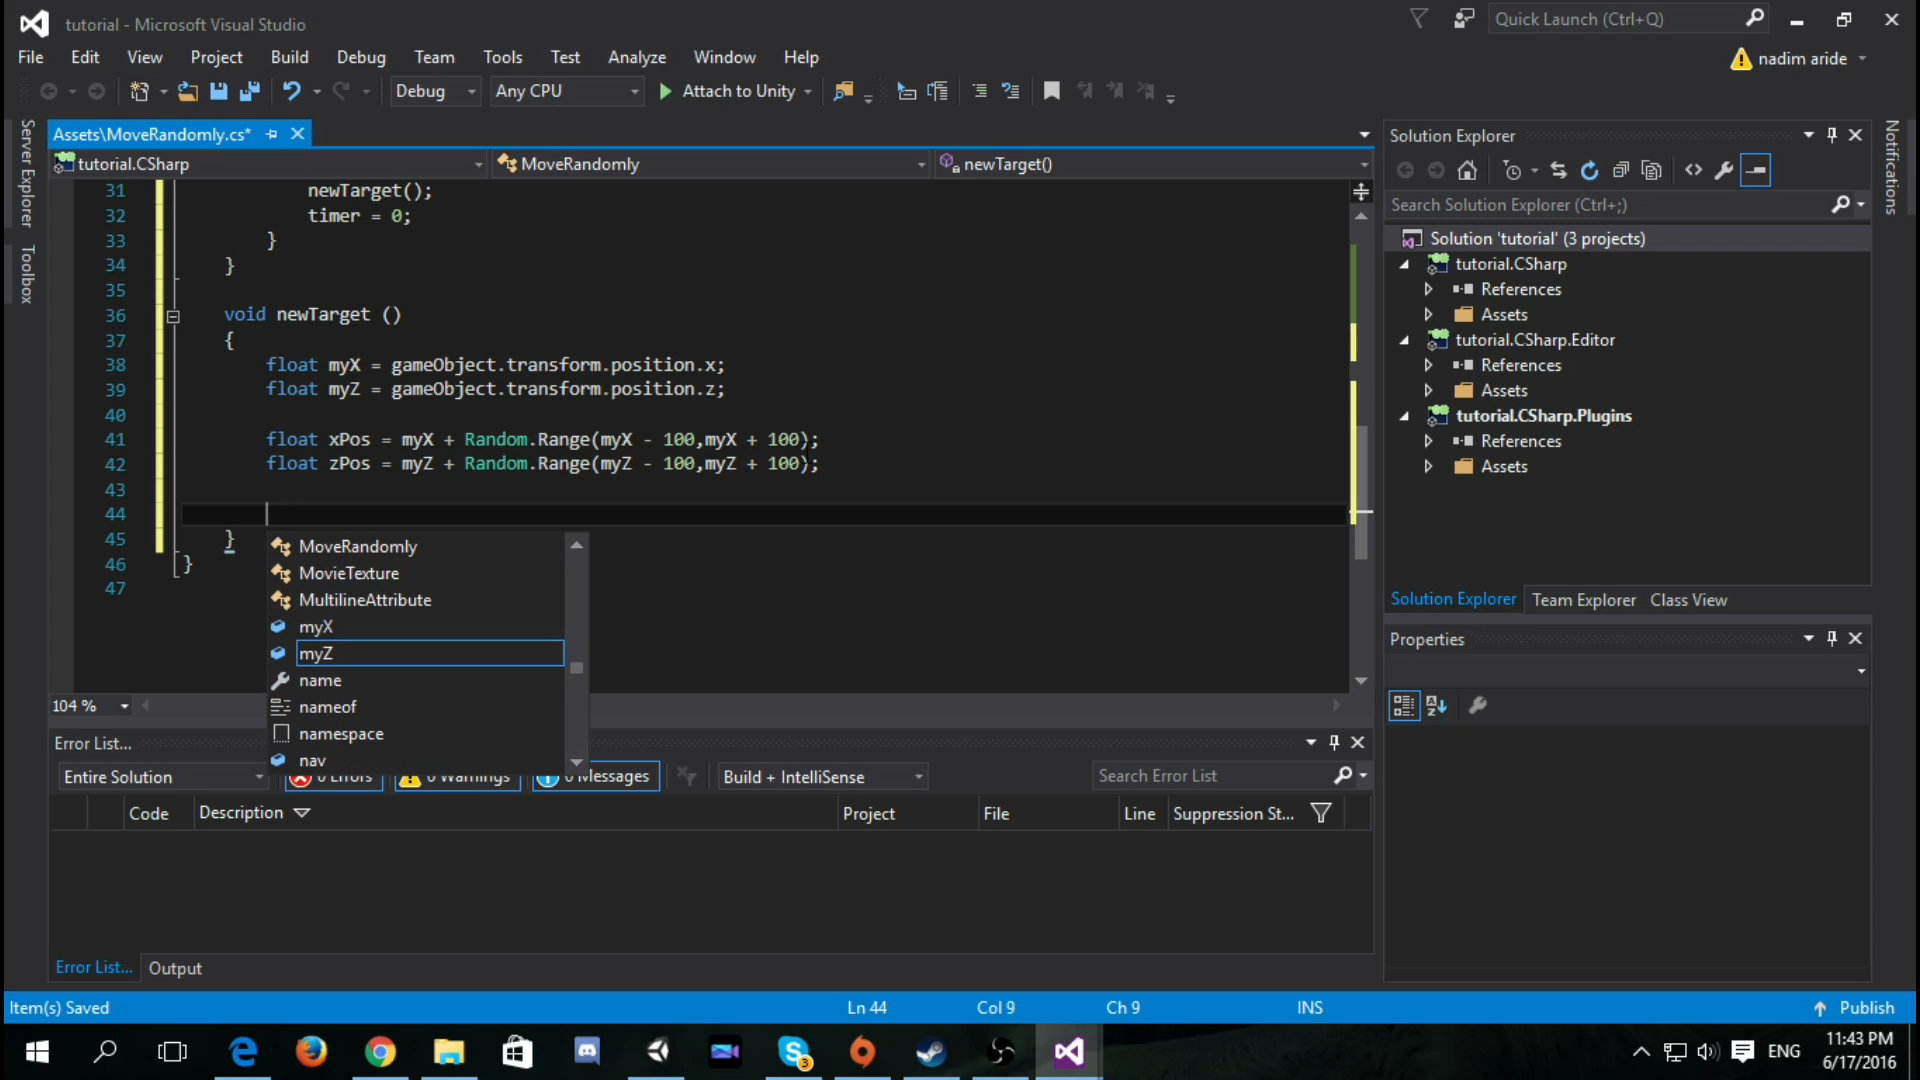 tutorial - Microsoft Visual Studio
Quick Launch (Ctrl+Q)
File Edit View Project Build Debug Team Tools Test Analyze Window Help
nadim aride
Debug Any CPU Attach to Unity
Server Explorer
Toolbox
Assets\MoveRandomly.cs*
tutorial.CSharp MoveRandomly newTarget()
31 newTarget();
32 timer = 0;
33 }
34 }
35
36 void newTarget ()
37 {
38 float myX = gameObject.transform.position.x;
39 float myZ = gameObject.transform.position.z;
40
41 float xPos = myX + Random.Range(myX - 100,myX + 100);
42 float zPos = myZ + Random.Range(myZ - 100,myZ + 100);
43
44
45 }
46 }
47
MoveRandomly
MovieTexture
MultilineAttribute
myX
myZ
name
nameof
namespace
nav
104 %
Error List...
Entire Solution 0 Errors 0 Warnings 0 Messages Build + IntelliSense Search Error List
Code Description Project File Line Suppression St...
Error List... Output
Solution Explorer
Search Solution Explorer (Ctrl+;)
Solution 'tutorial' (3 projects)
tutorial.CSharp
References
Assets
tutorial.CSharp.Editor
References
Assets
tutorial.CSharp.Plugins
References
Assets
Solution Explorer Team Explorer Class View
Properties
Notifications
Item(s) Saved Ln 44 Col 9 Ch 9 INS Publish
3
ENG
11:43 PM
6/17/2016